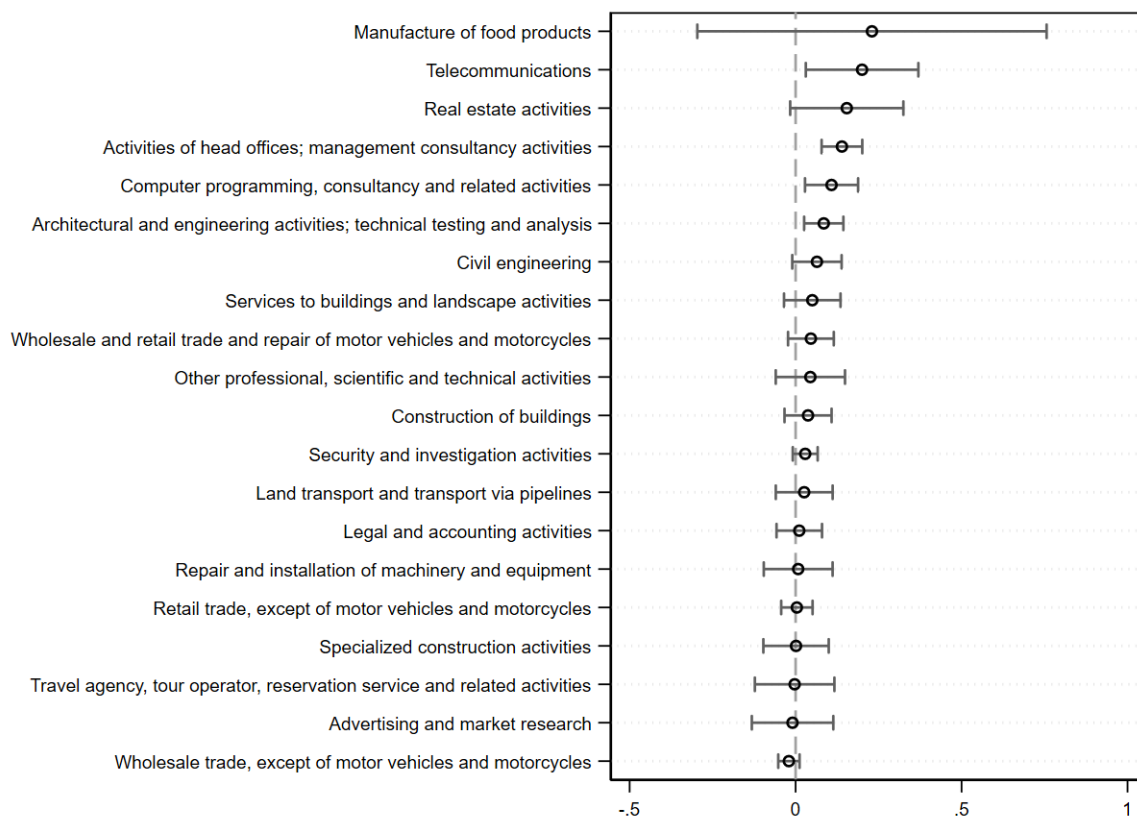 Manufacture of food products
Telecommunications
Real estate activities
Activities of head offices; management consultancy activities
Computer programming, consultancy and related activities
Architectural and engineering activities; technical testing and analysis
Civil engineering
Services to buildings and landscape activities
Wholesale and retail trade and repair of motor vehicles and motorcycles
Other professional, scientific and technical activities
Construction of buildings
Security and investigation activities
Land transport and transport via pipelines
Legal and accounting activities
Repair and installation of machinery and equipment
Retail trade, except of motor vehicles and motorcycles
Specialized construction activities
Travel agency, tour operator, reservation service and related activities
Advertising and market research
Wholesale trade, except of motor vehicles and motorcycles
-.5 0 .5 1